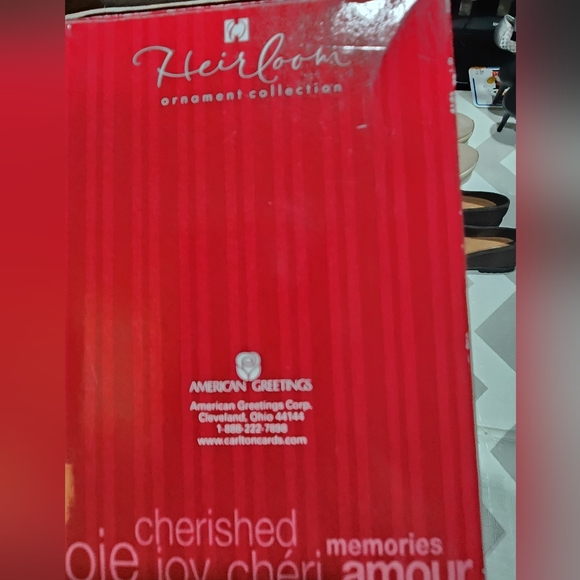 Heirloom
ornament collection
AMERICAN GREETINGS
American Greetings Corp.
Cleveland, Ohio 44144
1-888-222-7898
www.carltoncards.com
cherished
memories
oie joy chéri amour